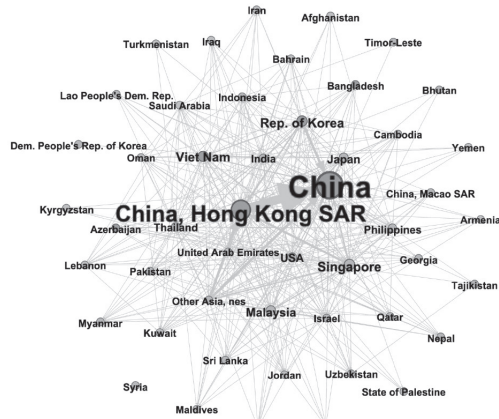 Iran
Afghanistan
Turkmenistan
Iraq
Timor-Leste
Bahrain
Lao People's Dem. Rep.
Saudi Arabia
Indonesia
Bangladesh
Bhutan
Rep. of Korea
Cambodia
Dem. People's Rep. of Korea
Oman
Viet Nam
India
Japan
Yemen
China
China, Macao SAR
Kyrgyzstan
China, Hong Kong SAR
Armenia
Azerbaijan
Thailand
Philippines
United Arab Emirates
USA
Lebanon
Pakistan
Singapore
Georgia
Tajikistan
Other Asia, nes
Malaysia
Israel
Qatar
Myanmar
Kuwait
Nepal
Sri Lanka
Jordan
Uzbekistan
Syria
State of Palestine
Maldives